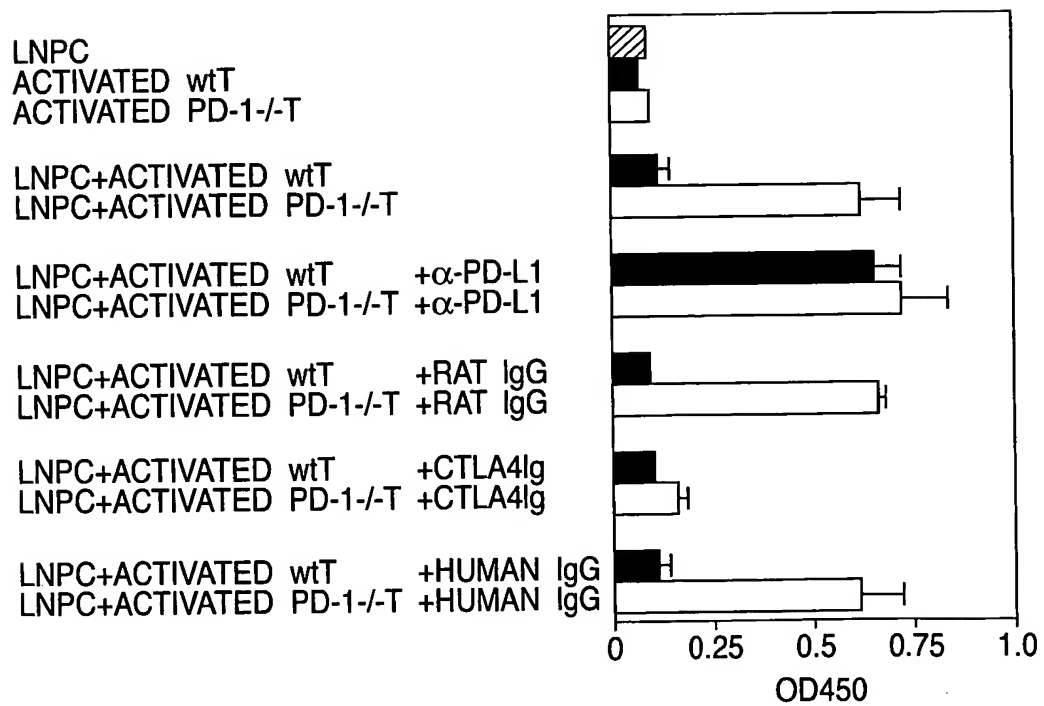 LNPC
ACTIVATED wtT
ACTIVATED PD-1-/-T
LNPC+ACTIVATED wtT
LNPC+ACTIVATED PD-1-/-T
LNPC+ACTIVATED wtT +α-PD-L1
LNPC+ACTIVATED PD-1-/-T +α-PD-L1
LNPC+ACTIVATED wtT +RAT IgG
LNPC+ACTIVATED PD-1-/-T +RAT IgG
LNPC+ACTIVATED wtT +CTLA4Ig
LNPC+ACTIVATED PD-1-/-T +CTLA4Ig
LNPC+ACTIVATED wtT +HUMAN IgG
LNPC+ACTIVATED PD-1-/-T +HUMAN IgG
0 0.25 0.5 0.75 1.0
OD450